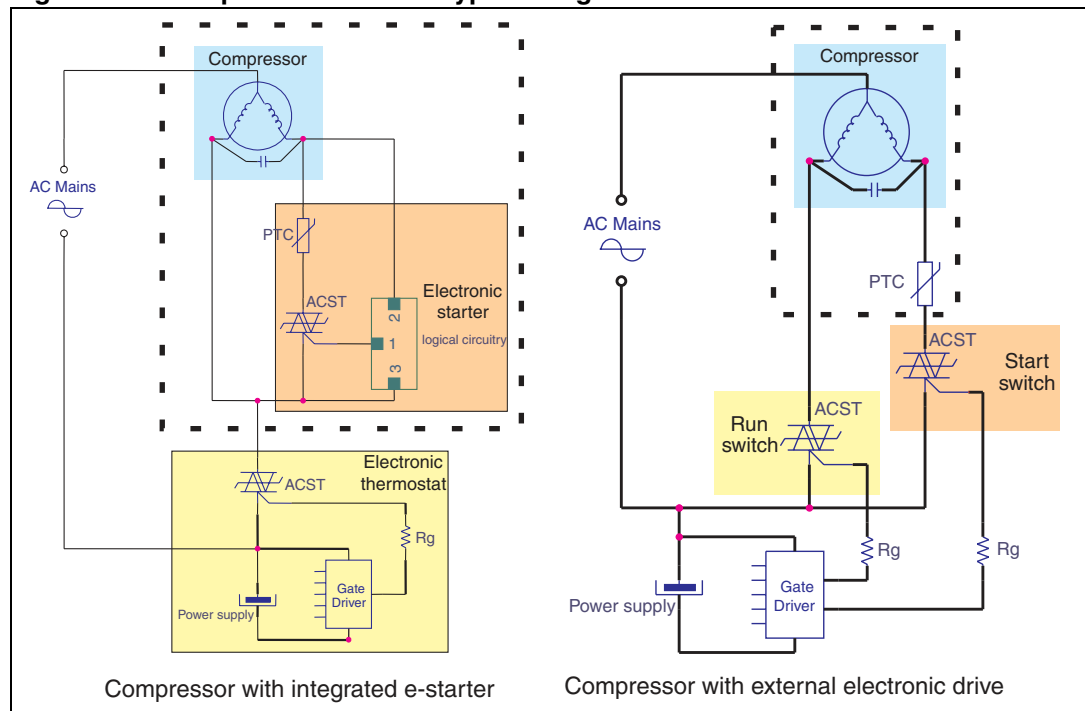 Compressor
AC Mains
PTC
ACST
Electronic
starter
logical circuitry
2
1
3
Electronic
thermostat
ACST
Rg
Gate
Driver
Power supply
Compressor with integrated e-starter
Compressor
AC Mains
PTC
ACST
Start
switch
ACST
Run
switch
Rg
Rg
Gate
Driver
Power supply
Compressor with external electronic drive